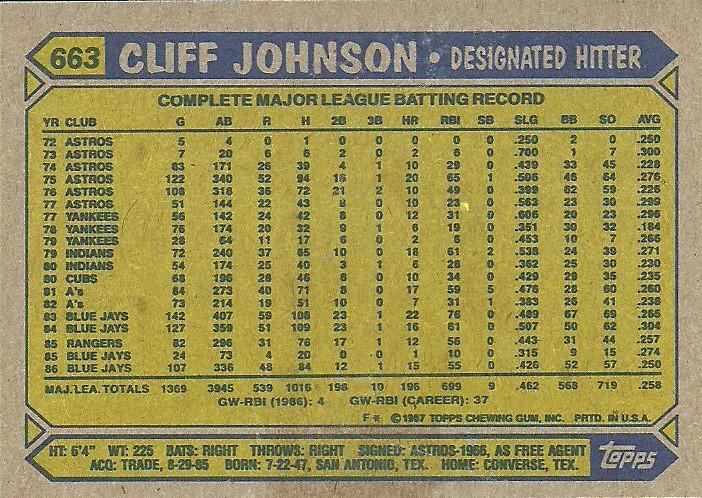 663 CLIFF JOHNSON • DESIGNATED HITTER
COMPLETE MAJOR LEAGUE BATTING RECORD
YR CLUB G AB R H 2B 3B HR RBI SB SLG BB SO AVG
72 ASTROS 5 4 0 1 0 0 0 0 0 .250 2 0 .250
73 ASTROS 7 20 6 6 2 0 2 6 0 .700 1 7 .300
74 ASTROS 83 171 26 39 4 1 10 29 0 .439 33 45 .228
75 ASTROS 122 340 52 94 16 1 20 65 1 .506 46 64 .276
76 ASTROS 108 318 36 72 21 2 10 49 0 .399 62 59 .226
77 ASTROS 51 144 22 43 8 0 10 23 0 .563 23 30 .299
77 YANKEES 56 142 24 42 8 0 12 31 0 .606 20 23 .296
78 YANKEES 76 174 20 32 9 1 6 19 0 .351 30 32 .184
79 YANKEES 28 64 11 17 6 0 2 6 0 .453 10 7 .266
79 INDIANS 72 240 37 65 10 0 18 61 2 .538 24 39 .271
80 INDIANS 54 174 25 40 3 1 6 28 0 .362 25 30 .230
80 CUBS 68 196 28 46 8 0 10 34 0 .429 29 35 .235
81 A's 84 273 40 71 8 0 17 59 5 .476 28 60 .260
82 A's 73 214 19 51 10 0 7 31 1 .383 26 41 .238
83 BLUE JAYS 142 407 59 108 23 1 22 76 0 .489 67 69 .265
84 BLUE JAYS 127 359 51 109 23 1 16 61 0 .507 50 62 .304
85 RANGERS 82 296 31 76 17 1 12 56 0 .443 31 44 .257
85 BLUE JAYS 24 73 4 20 0 0 1 10 0 .315 9 15 .274
86 BLUE JAYS 107 336 48 84 12 1 15 55 0 .426 52 57 .250
MAJ. LEA. TOTALS 1369 3945 539 1016 196 10 196 699 9 .462 568 719 .258
GW-RBI (1986): 4 GW-RBI (CAREER): 37
F* © 1987 TOPPS CHEWING GUM, INC. PRTD. IN U.S.A.
HT: 6'4" WT: 225 BATS: RIGHT THROWS: RIGHT SIGNED: ASTROS-1966, AS FREE AGENT
ACQ: TRADE, 8-29-85 BORN: 7-22-47, SAN ANTONIO, TEX. HOME: CONVERSE, TEX.
TOPPS